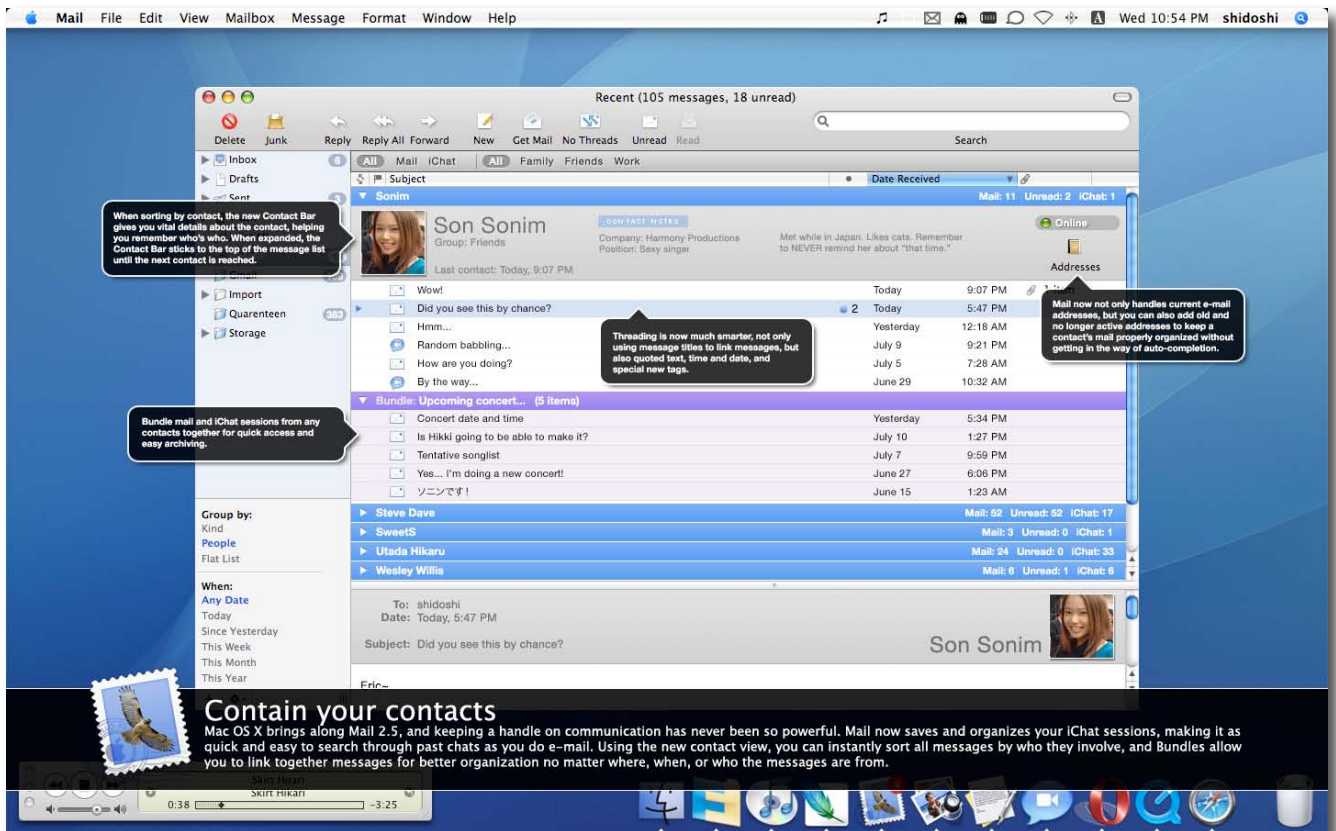 Mail File Edit View Mailbox Message Format Window Help
A Wed 10:54 PM shidoshi
Recent (105 messages, 18 unread)
Delete Junk Reply Reply All Forward New Get Mail No Threads Unread Read Search
Inbox 6
All Mail iChat All Family Friends Work
Drafts
Subject Date Received
Sent
Sonim Mail: 11 Unread: 2 iChat: 1
When sorting by contact, the new Contact Bar
gives you vital details about the contact, helping
you remember who's who. When expanded, the
Contact Bar sticks to the top of the message list
until the next contact is reached.
Son Sonim
Group: Friends
Last contact: Today, 9:07 PM
CONTACT NOTES
Company: Harmony Productions
Position: Sexy singer
Met while in Japan. Likes cats. Remember
to NEVER remind her about "that time."
Online
Addresses
Gmail
Import
Quarenteen 383
Storage
Wow! Today 9:07 PM 1 item
Did you see this by chance? 2 Today 5:47 PM
Hmm... Yesterday 12:18 AM
Random babbling... July 9 9:21 PM
How are you doing? July 5 7:28 AM
By the way... June 29 10:32 AM
Threading is now much smarter, not only
using message titles to link messages, but
also quoted text, time and date, and
special new tags.
Mail now not only handles current e-mail
addresses, but you can also add old and
no longer active addresses to keep a
contact's mail properly organized without
getting in the way of auto-completion.
Bundle: Upcoming concert... (5 items)
Bundle mail and iChat sessions from any
contacts together for quick access and
easy archiving.
Concert date and time Yesterday 5:34 PM
Is Hikki going to be able to make it? July 10 1:27 PM
Tentative songlist July 7 9:59 PM
Yes... I'm doing a new concert! June 27 6:06 PM
ソニンです! June 15 1:23 AM
Steve Dave Mail: 52 Unread: 52 iChat: 17
SweetS Mail: 3 Unread: 0 iChat: 1
Utada Hikaru Mail: 24 Unread: 0 iChat: 33
Wesley Willis Mail: 6 Unread: 1 iChat: 6
Group by:
Kind
People
Flat List
When:
Any Date
Today
Since Yesterday
This Week
This Month
This Year
To: shidoshi
Date: Today, 5:47 PM
Subject: Did you see this by chance?
Son Sonim
Eric~
Contain your contacts
Mac OS X brings along Mail 2.5, and keeping a handle on communication has never been so powerful. Mail now saves and organizes your iChat sessions, making it as
quick and easy to search through past chats as you do e-mail. Using the new contact view, you can instantly sort all messages by who they involve, and Bundles allow
you to link together messages for better organization no matter where, when, or who the messages are from.
Skirt Hikari
0:38 -3:25